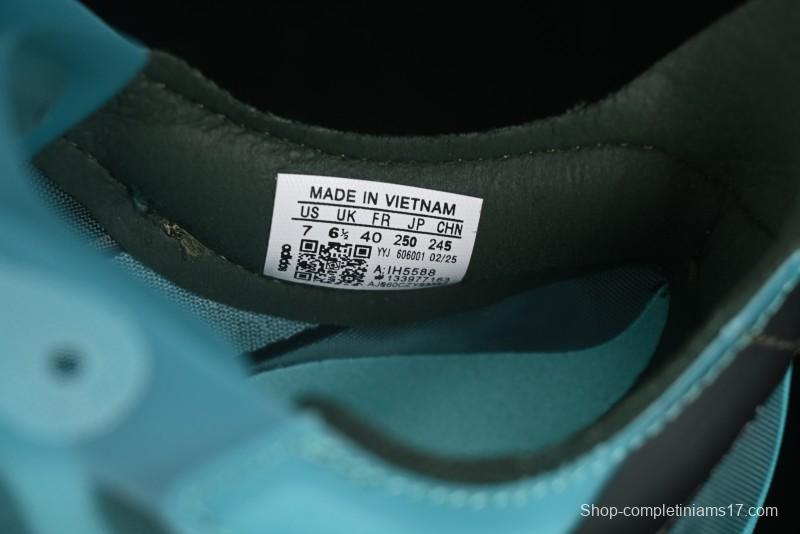 MADE IN VIETNAM
US UK FR JP CHN
7 6½ 40 250 245
YYJ 606001 02/25
A:IH5588
Shop-completiniams17.com